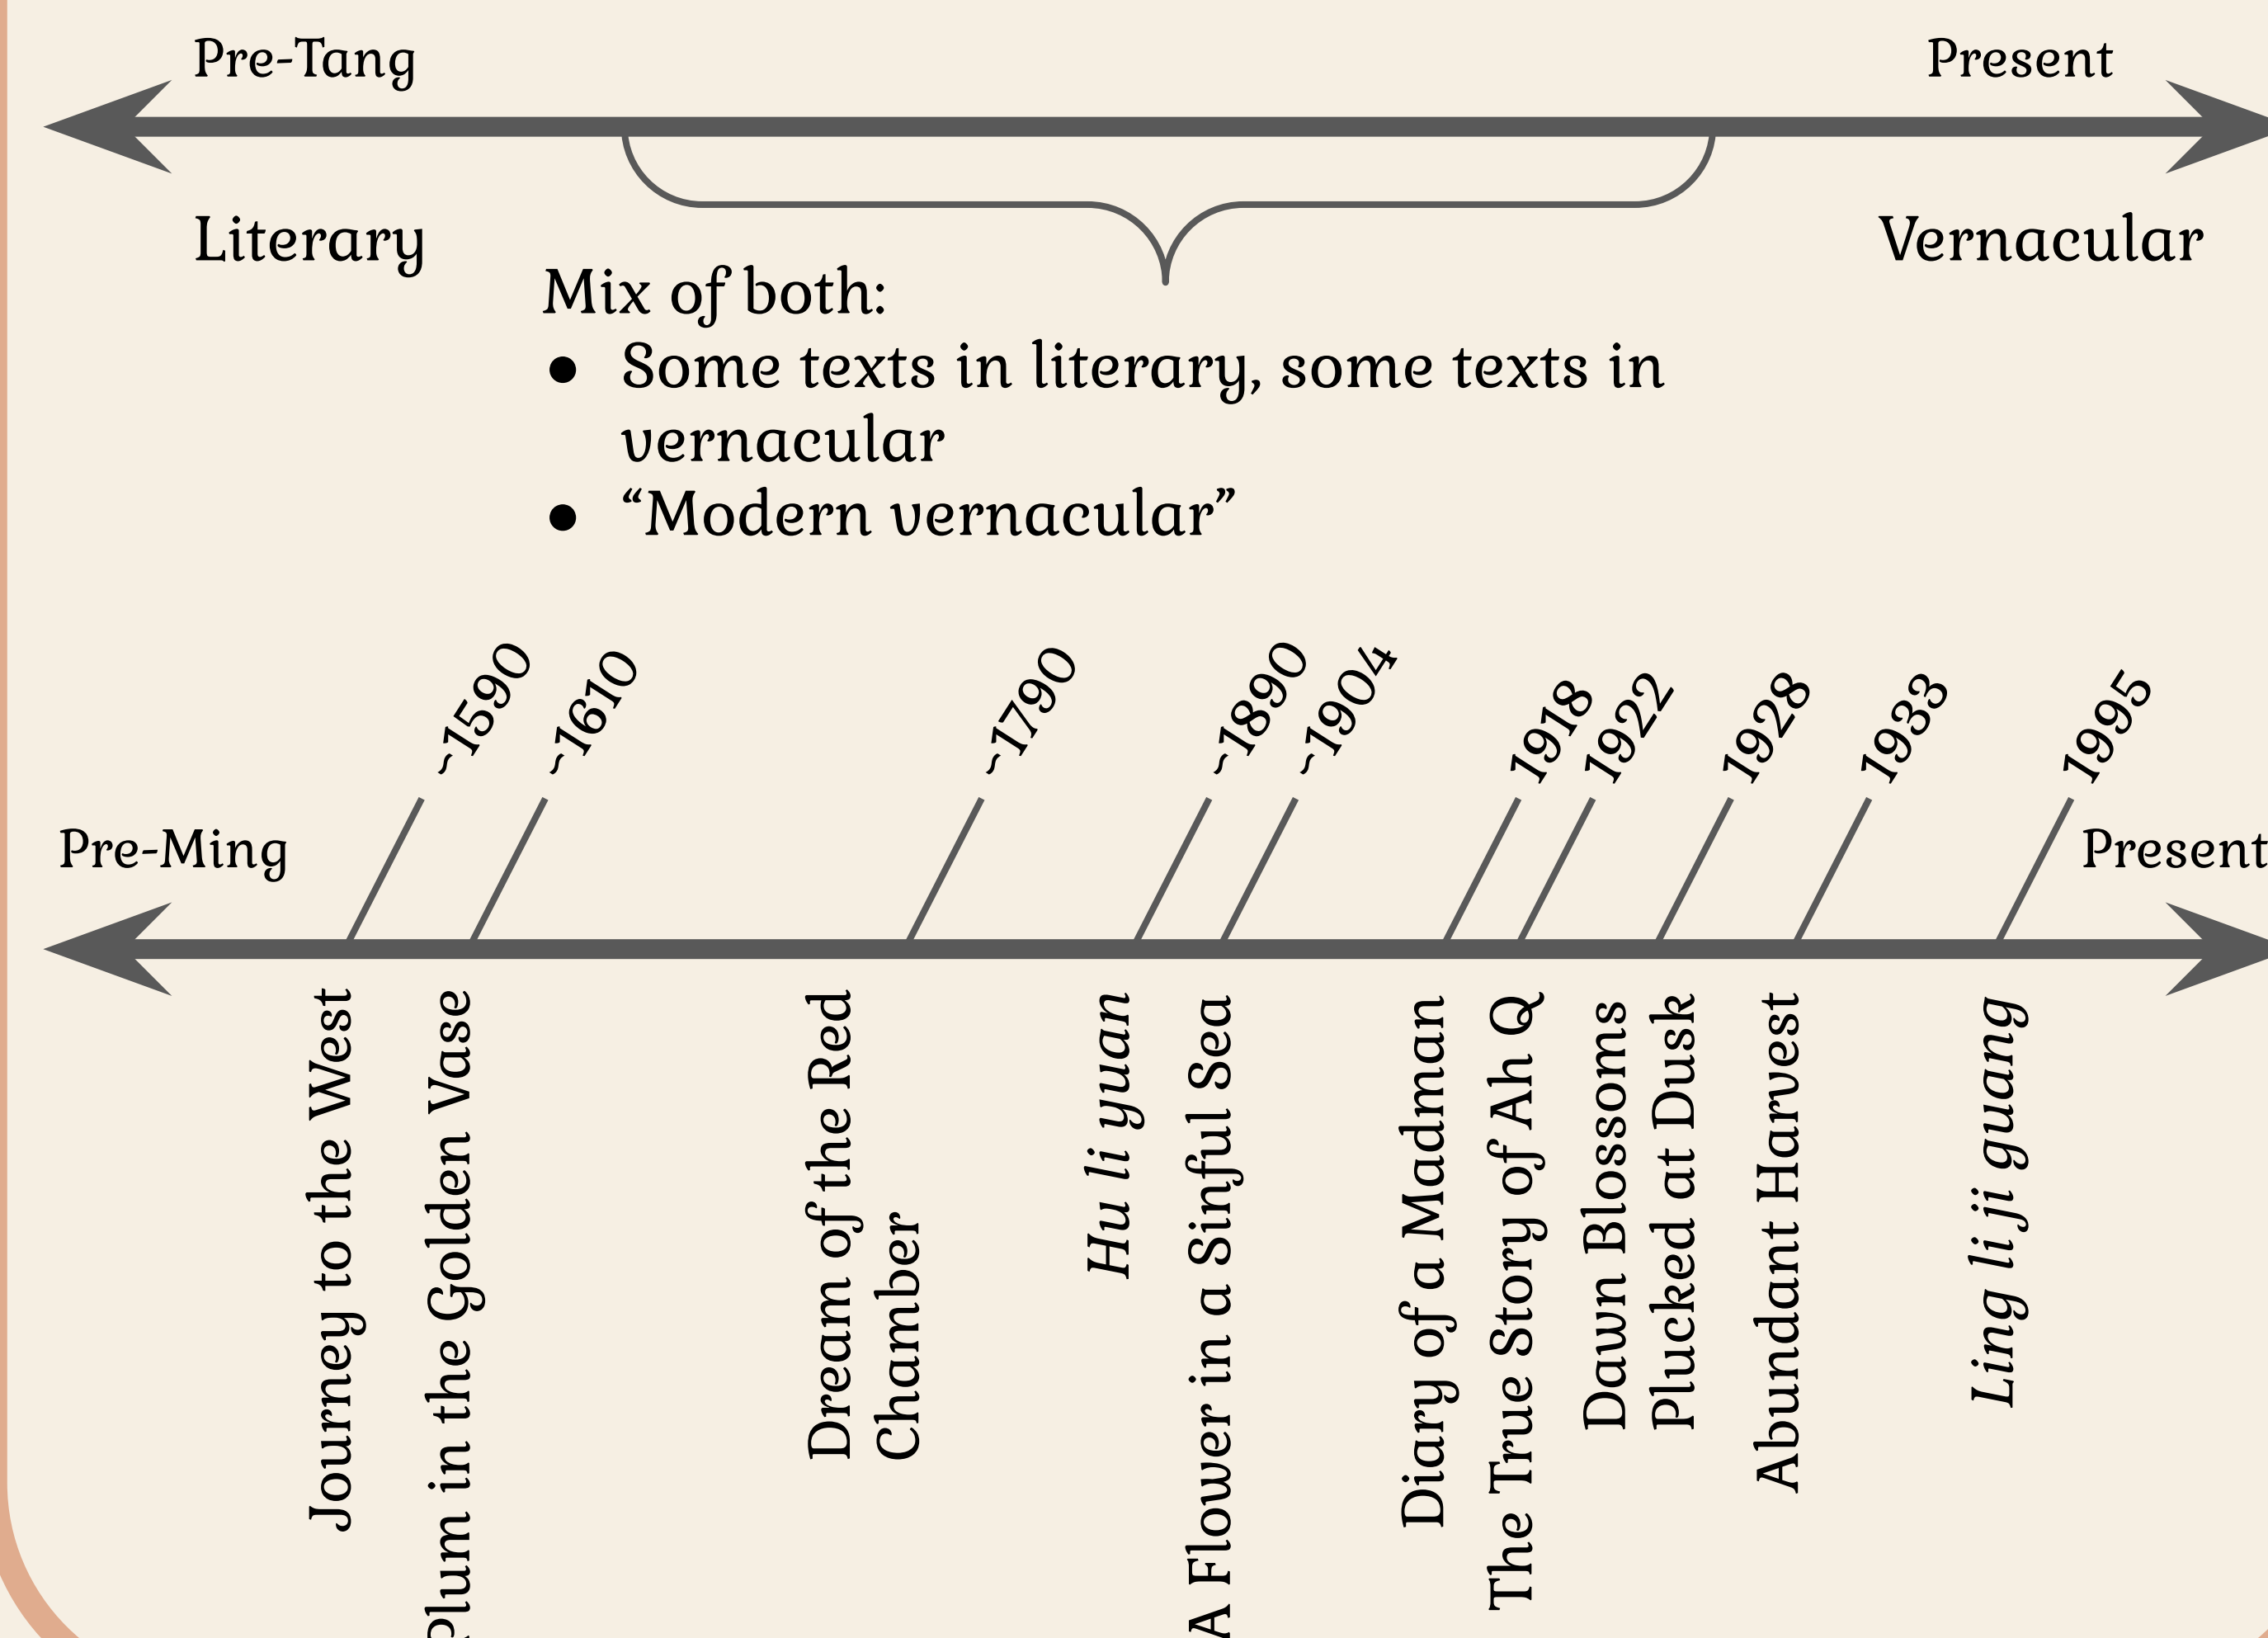 Pre-Tang
Present
Literary
Vernacular
Mix of both:
● Some texts in literary, some texts in
vernacular
● “Modern vernacular”
~1590
~1610
~1790
~1890
~1904
1918
1922
1928
1933
1995
Pre-Ming
Present
Journey to the West
Plum in the Golden Vase
Dream of the Red
Chamber
Hu li yuan
A Flower in a Sinful Sea
Diary of a Madman
The True Story of Ah Q
Dawn Blossoms
Plucked at Dusk
Abundant Harvest
Ling li ji guang